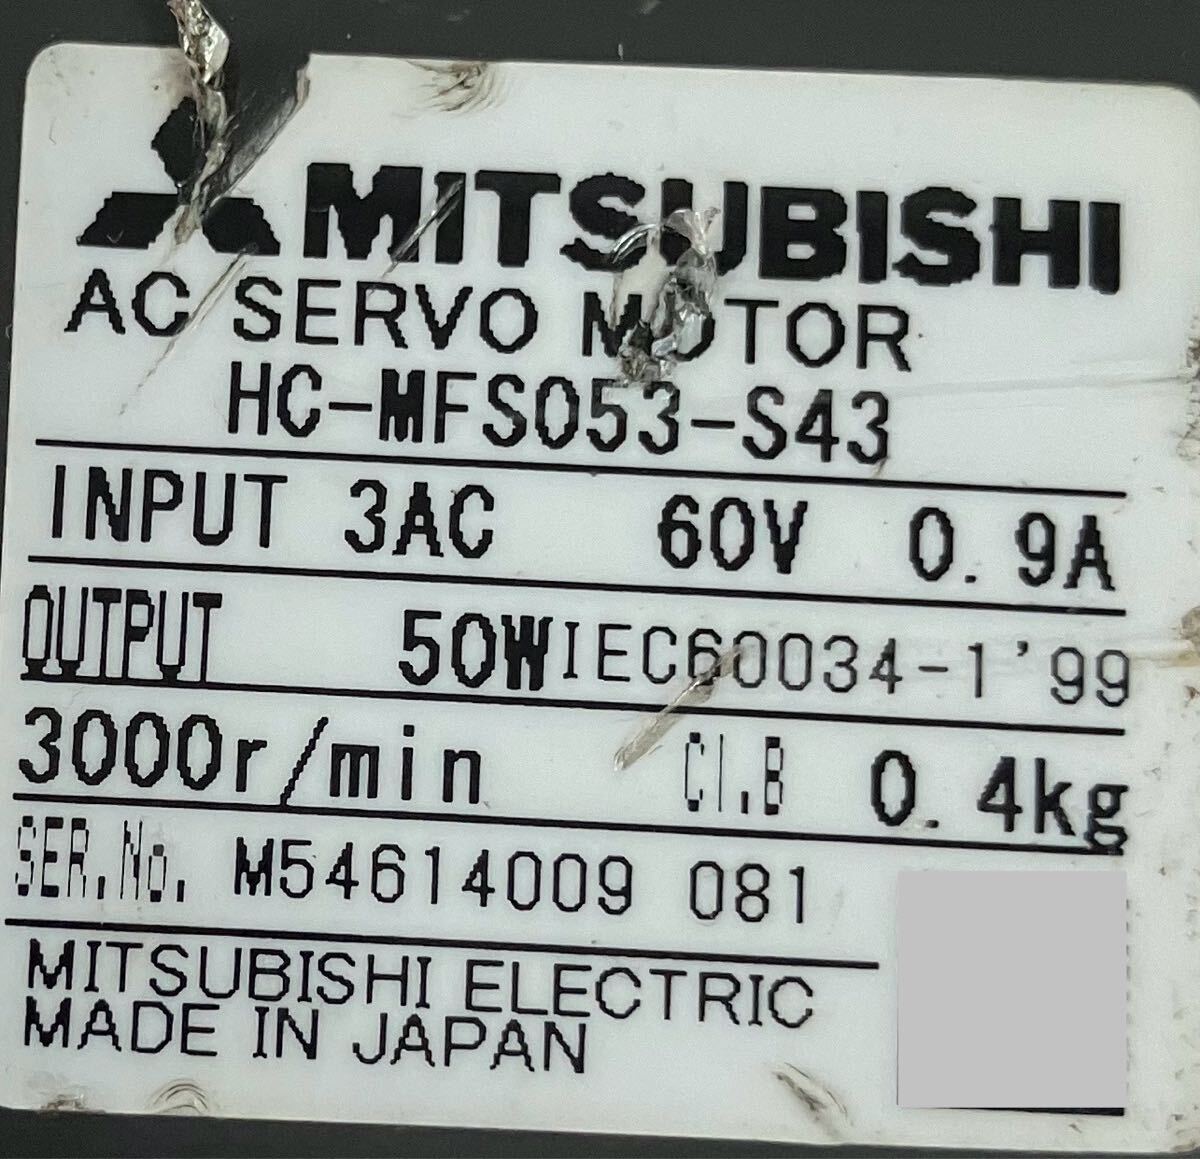 MITSUBISHI
AC SERVO MOTOR
HC-MFS053-S43
INPUT 3AC 60V 0.9A
OUTPUT 50W IEC60034-1'99
3000r/min CI.B 0.4kg
SER.No. M54614009 081
MITSUBISHI ELECTRIC
MADE IN JAPAN